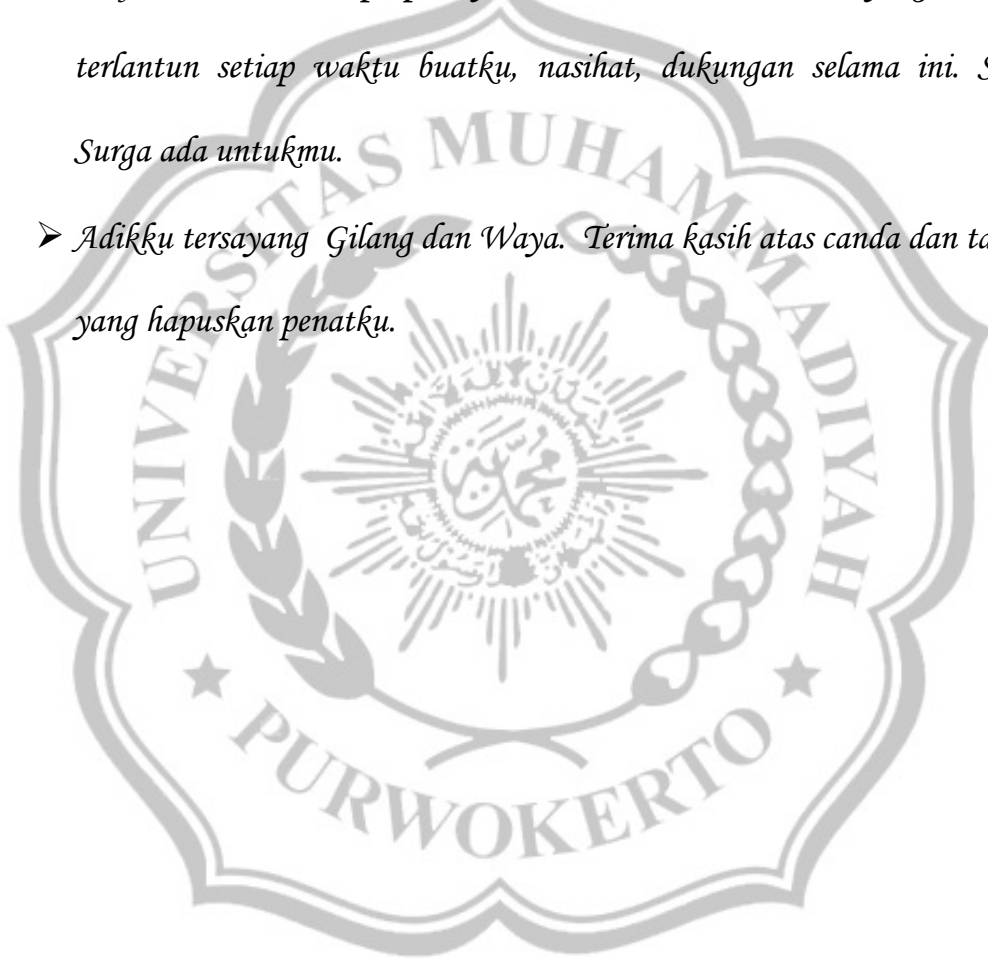 terlantun setiap waktu buatku, nasihat, dukungan selama ini.
Surga ada untukmu.
➤ Adikku tersayang Gilang dan Waya. Terima kasih atas canda dan
yang hapuskan penatku.
UNIVERSITAS MUHAMMADIYAH
PURWOKERTO